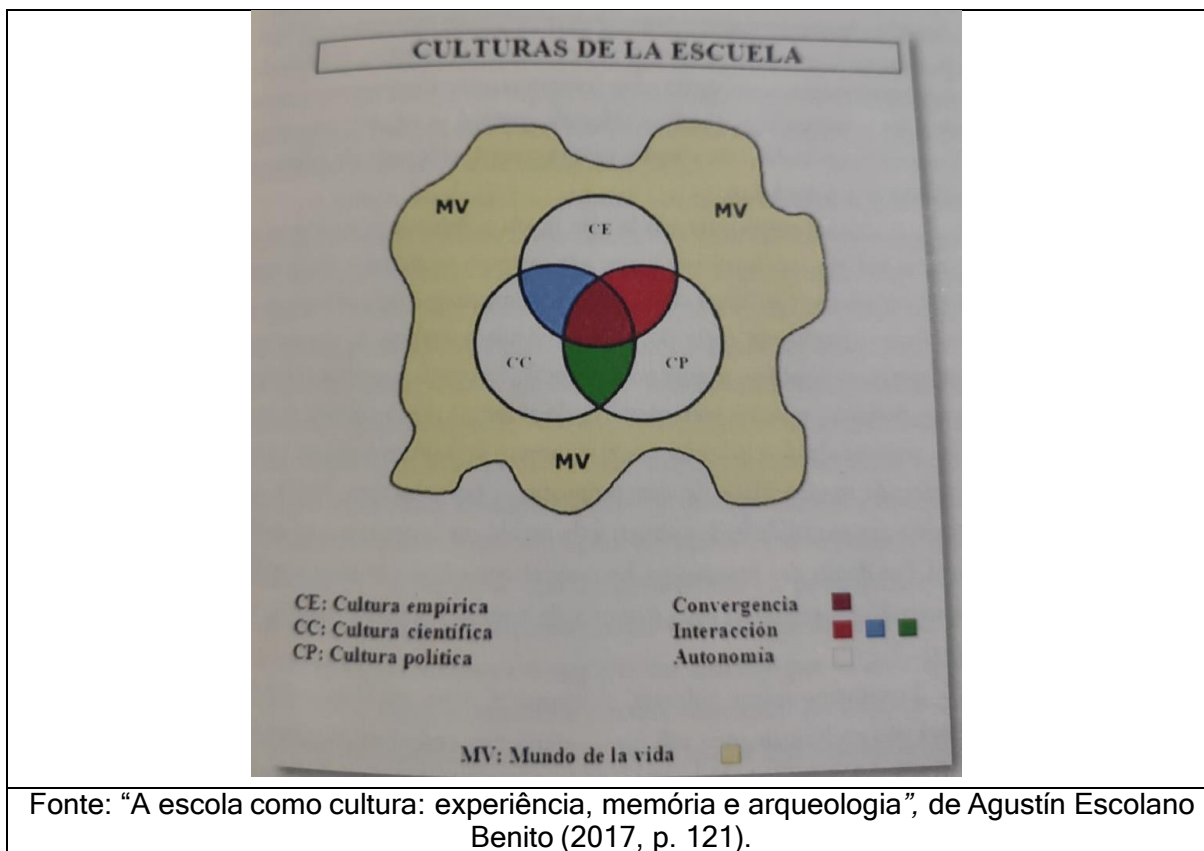 CULTURAS DE LA ESCUELA
MV
MV
CE
CC
CP
MV
CE: Cultura empírica
CC: Cultura científica
CP: Cultura política
Convergencia
Interacción
Autonomía
MV: Mundo de la vida
Fonte: “A escola como cultura: experiência, memória e arqueologia”, de Agustín Escolano
Benito (2017, p. 121).